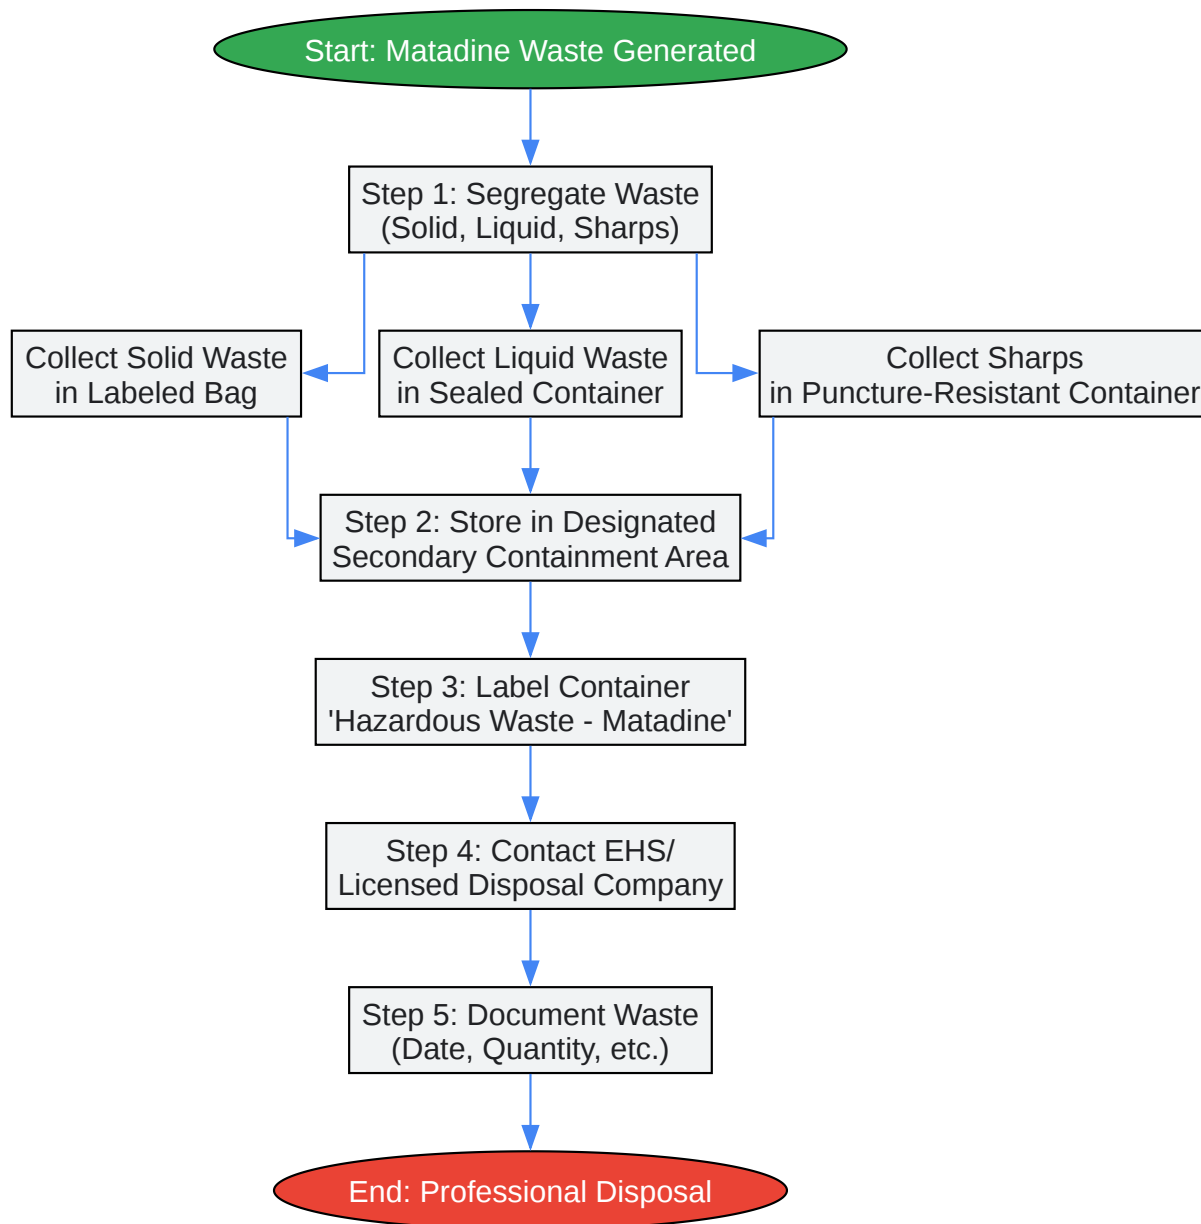 Start: Matadine Waste Generated
Step 1: Segregate Waste
(Solid, Liquid, Sharps)
Collect Solid Waste
in Labeled Bag
Collect Liquid Waste
in Sealed Container
Collect Sharps
in Puncture-Resistant Container
Step 2: Store in Designated
Secondary Containment Area
Step 3: Label Container
'Hazardous Waste - Matadine'
Step 4: Contact EHS/
Licensed Disposal Company
Step 5: Document Waste
(Date, Quantity, etc.)
End: Professional Disposal